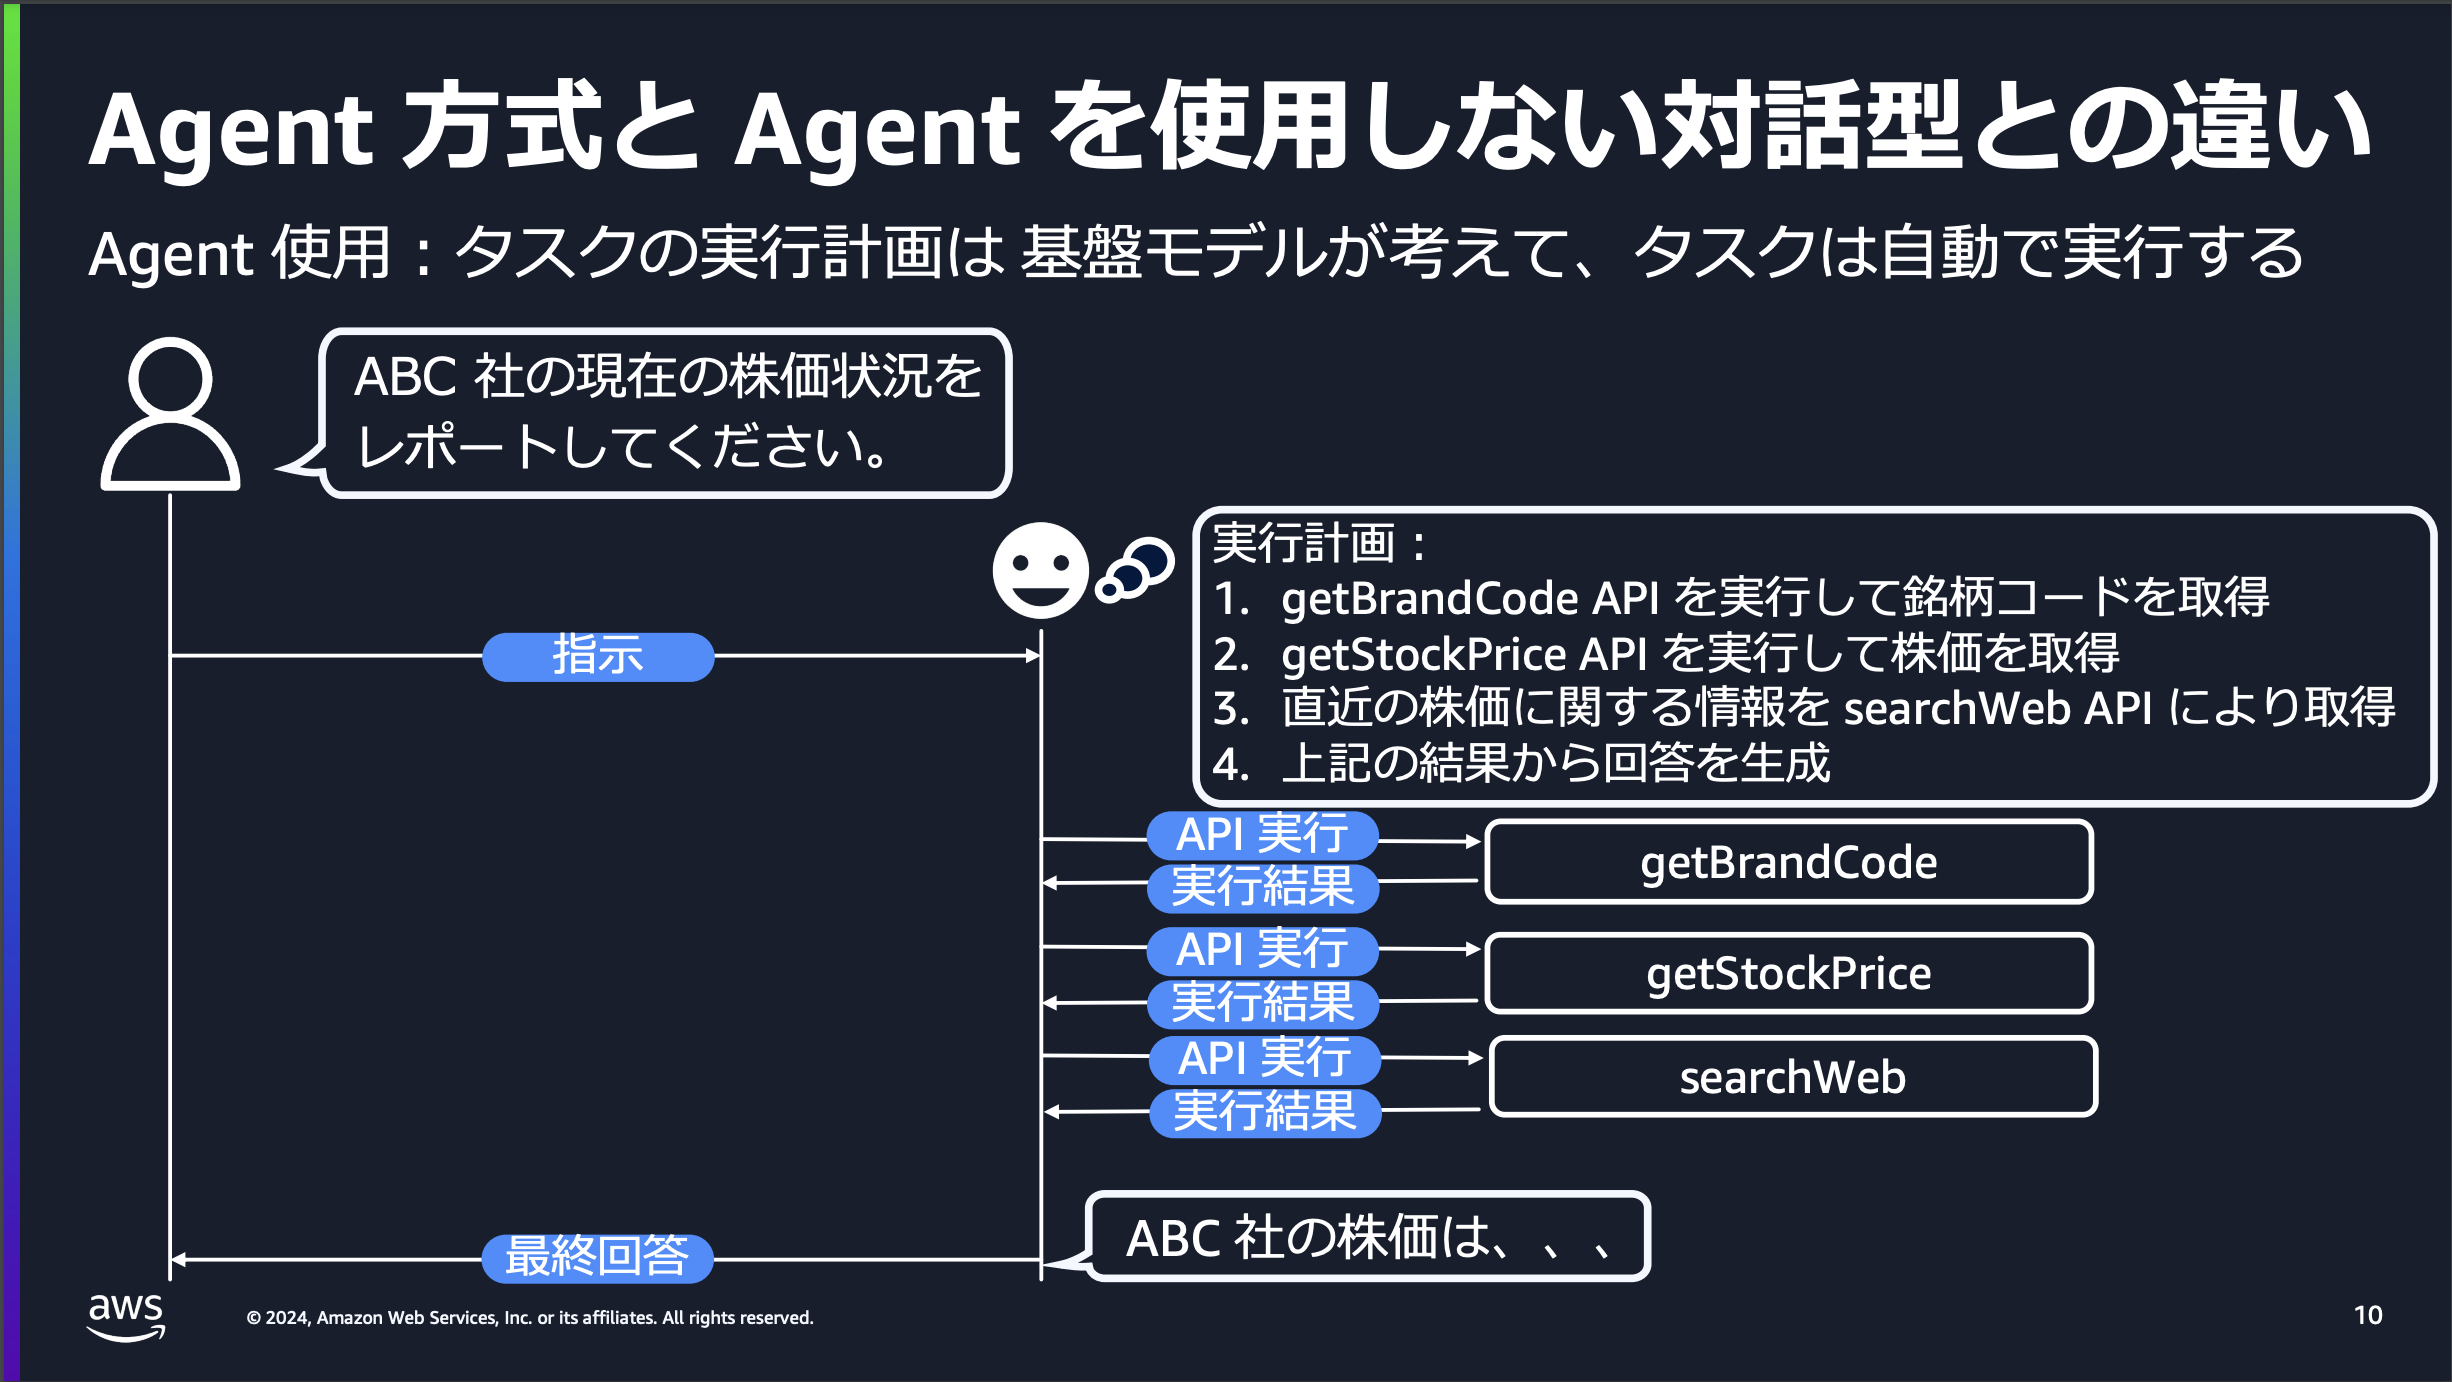 Agent 方式と Agent を使用しない対話型との違い
Agent 使用：タスクの実行計画は 基盤モデルが考えて、タスクは自動で実行する
ABC 社の現在の株価状況を
レポートしてください。
実行計画：
1. getBrandCode API を実行して銘柄コードを取得
2. getStockPrice API を実行して株価を取得
3. 直近の株価に関する情報を searchWeb API により取得
4. 上記の結果から回答を生成
指示
API 実行
getBrandCode
実行結果
API 実行
getStockPrice
実行結果
API 実行
searchWeb
実行結果
ABC 社の株価は、、、
最終回答
aws
© 2024, Amazon Web Services, Inc. or its affiliates. All rights reserved.
10